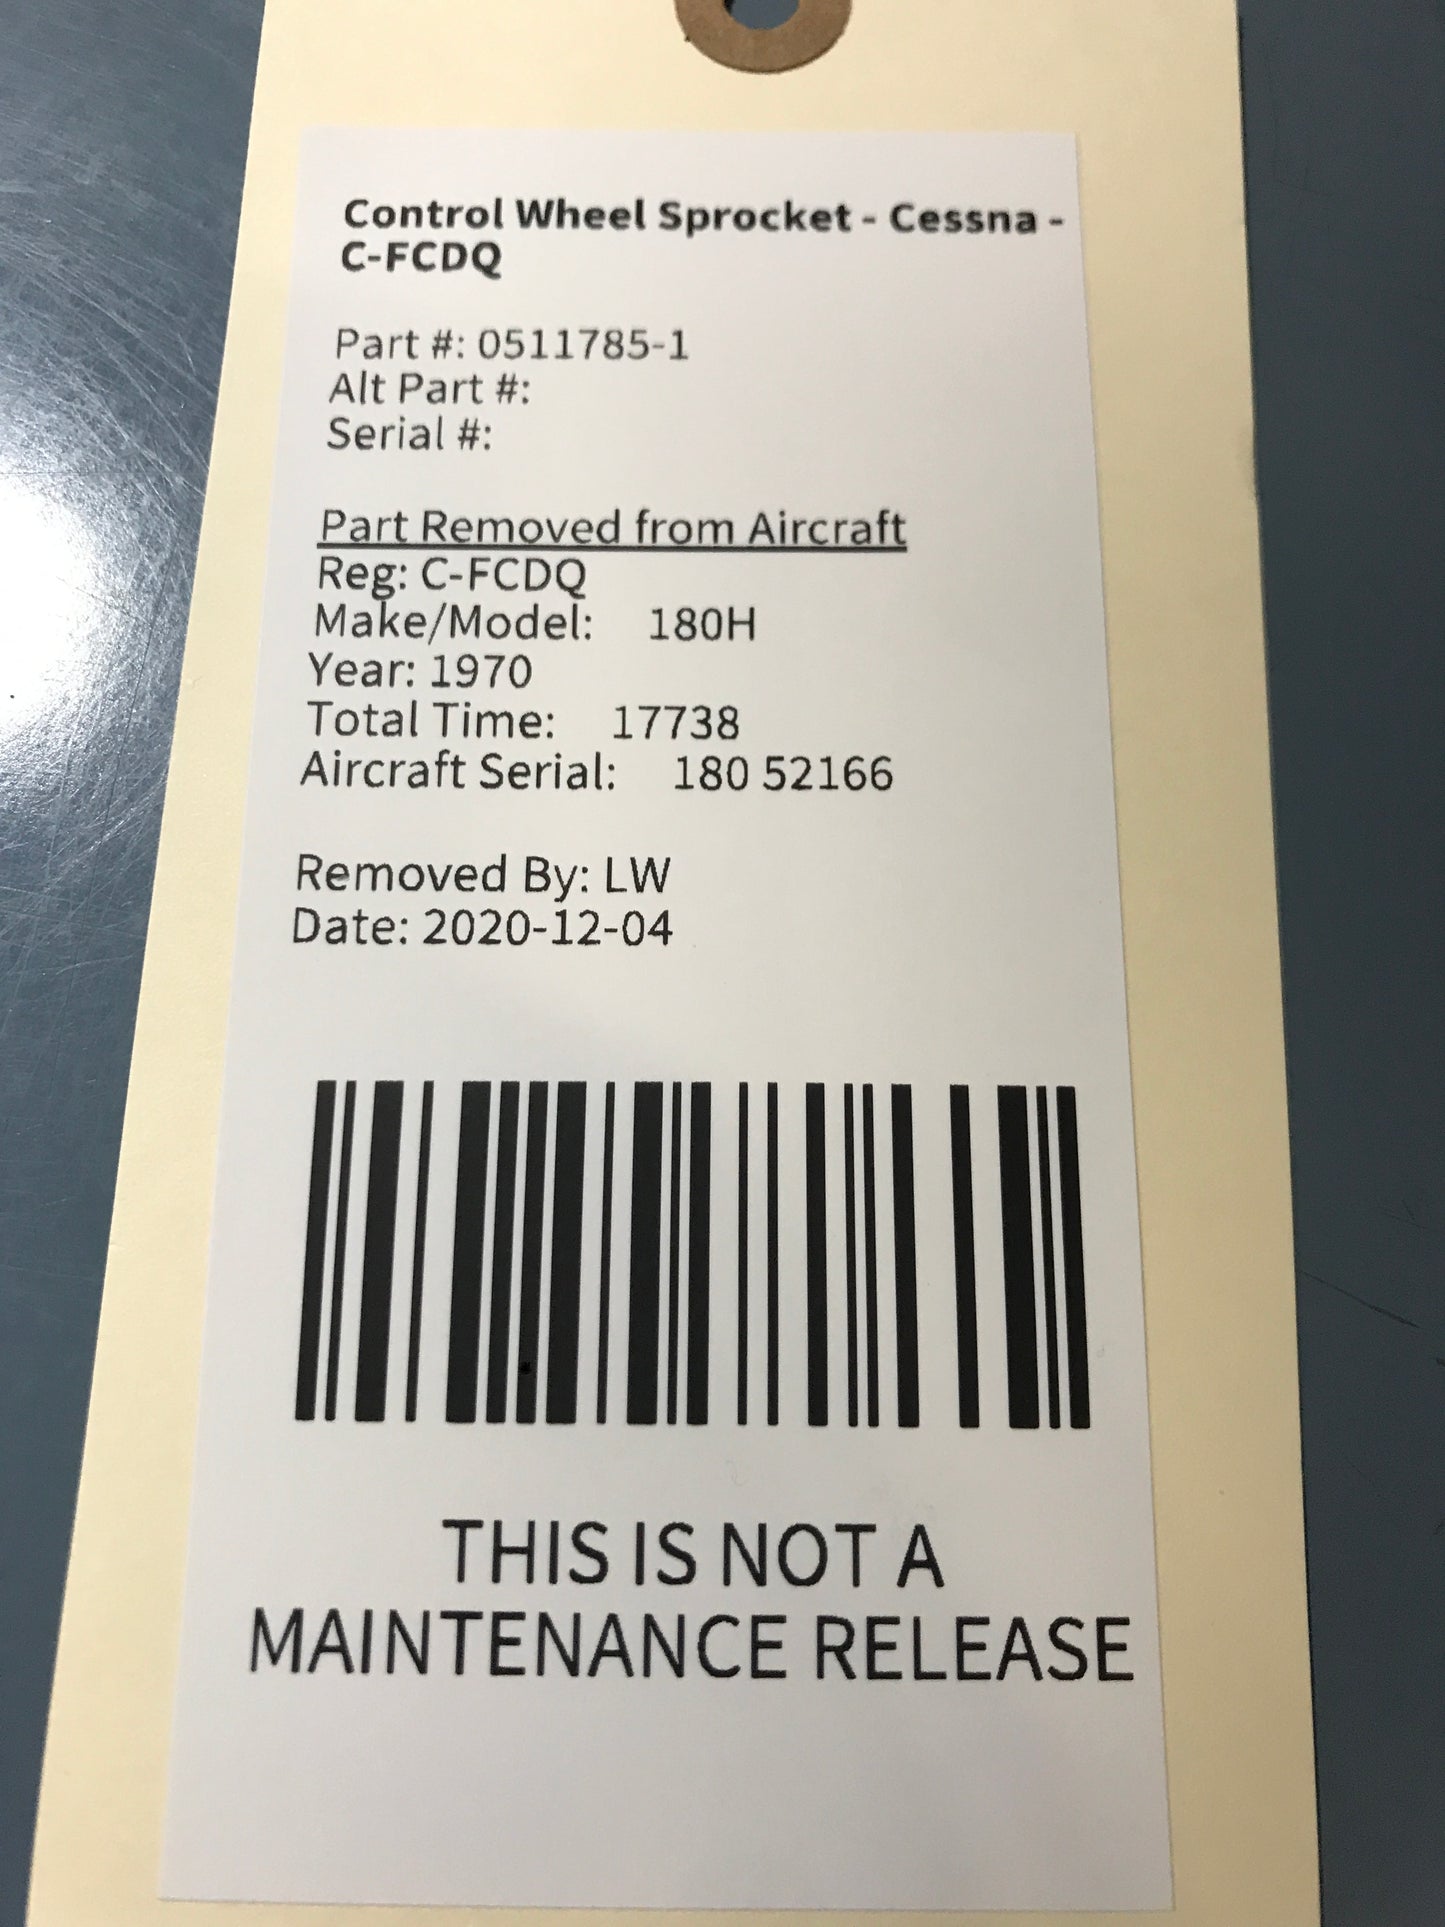 Control Wheel Sprocket - Cessna -
C-FCDQ
Part #: 0511785-1
Alt Part #:
Serial #:
Part Removed from Aircraft
Reg: C-FCDQ
Make/Model: 180H
Year: 1970
Total Time: 17738
Aircraft Serial: 180 52166
Removed By: LW
Date: 2020-12-04
THIS IS NOT A
MAINTENANCE RELEASE